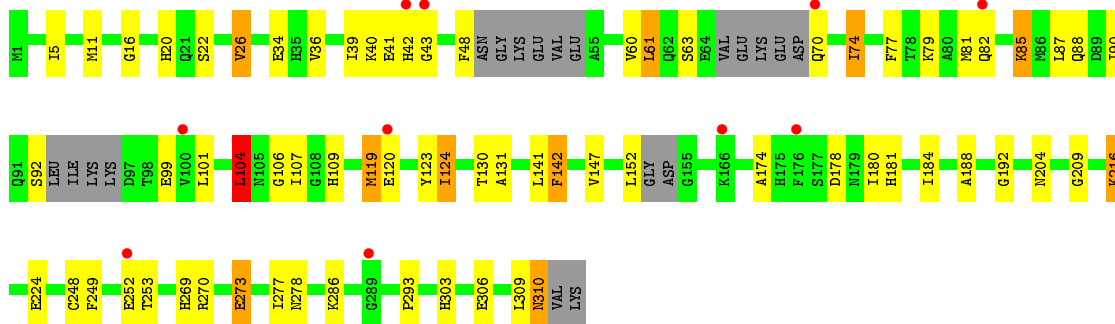 M1 I5 M11 G16 H20 Q21 S22 V26 E34 H35 V36 I39 K40 E41 H42 G43 F48 ASN GLY LYS GLU VAL GLU A55 V60 L61 Q62 S63 E64 VAL GLU LYS GLU ASP Q70 I74 F77 T78 K79 A80 M81 Q82 K85 M86 L87 Q88 D89
Q91 S92 LEU ILE LYS LYS D97 T98 E99 V100 L101 L104 N105 G106 I107 G108 H109 M119 E120 Y123 I124 T130 A131 L141 F142 V147 L152 GLY ASP G155 K166 A174 H175 F176 S177 D178 N179 I180 H181 I184 A188 G192 N204 G209 K216
E224 C248 F249 E252 T253 H269 R270 E273 I277 N278 K286 G289 P293 H303 E306 L309 N310 VAL LYS